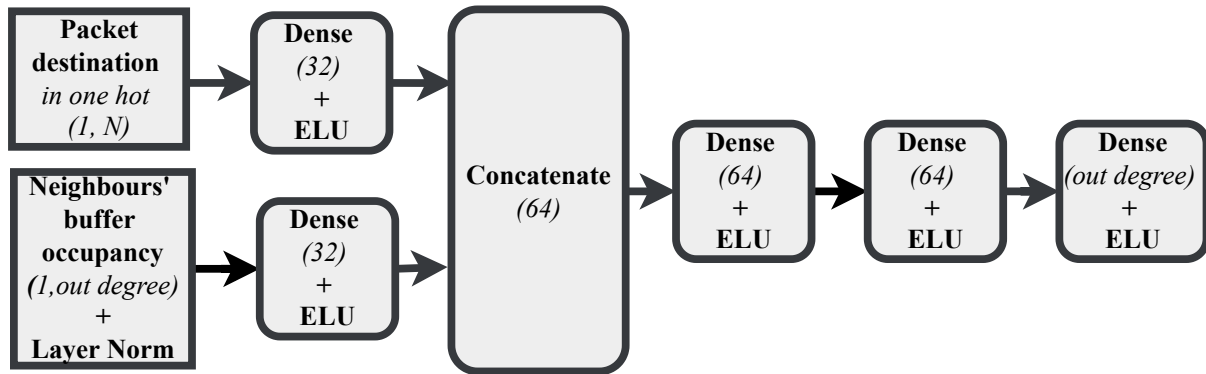 Packet
destination
in one hot
(1, N)
Dense
(32)
+
ELU
Neighbours'
buffer
occupancy
(1,out degree)
+
Layer Norm
Dense
(32)
+
ELU
Concatenate
(64)
Dense
(64)
+
ELU
Dense
(64)
+
ELU
Dense
(out degree)
+
ELU